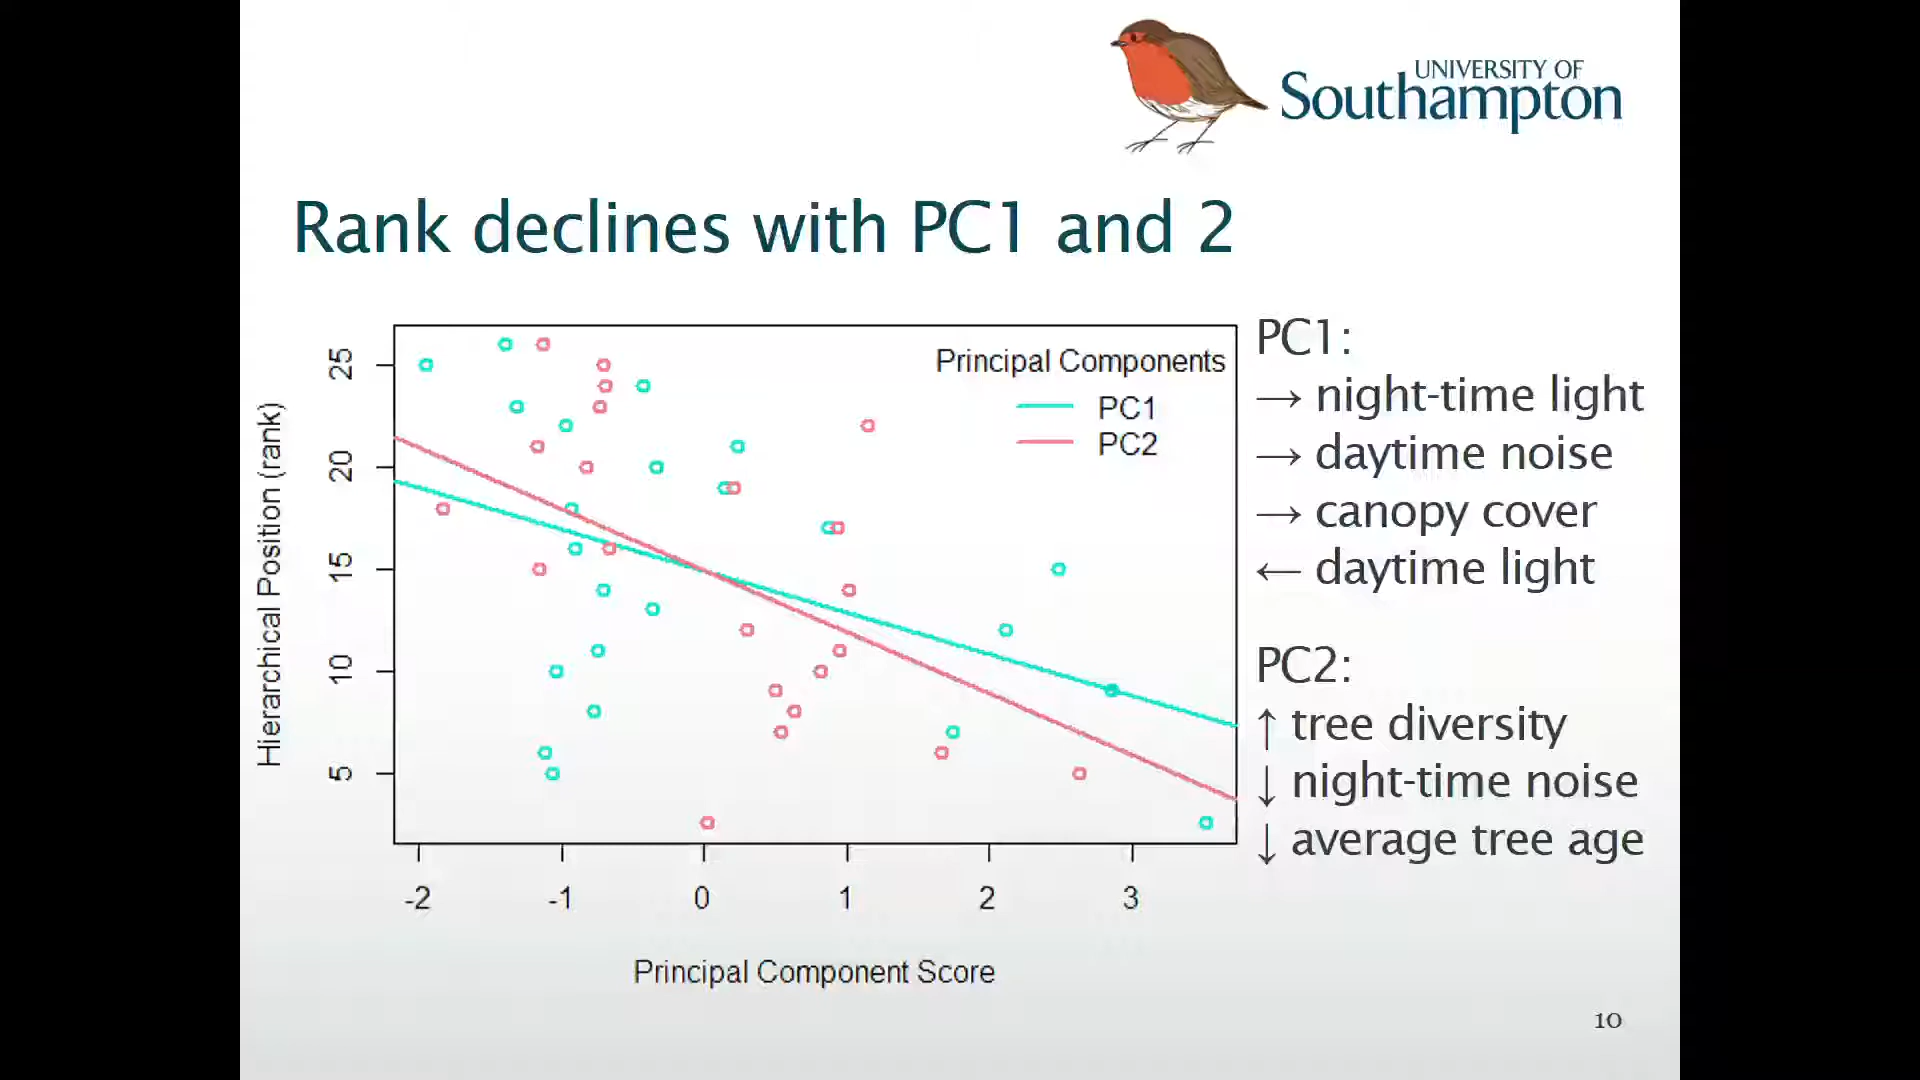 UNIVERSITY OF
Southampton
Rank declines with PC1 and 2
Hierarchical Position (rank)
25
20
15
10
5
Principal Components
PC1
PC2
-2 -1 0 1 2 3
Principal Component Score
PC1:
→ night-time light
→ daytime noise
→ canopy cover
← daytime light
PC2:
↑ tree diversity
↓ night-time noise
↓ average tree age
10